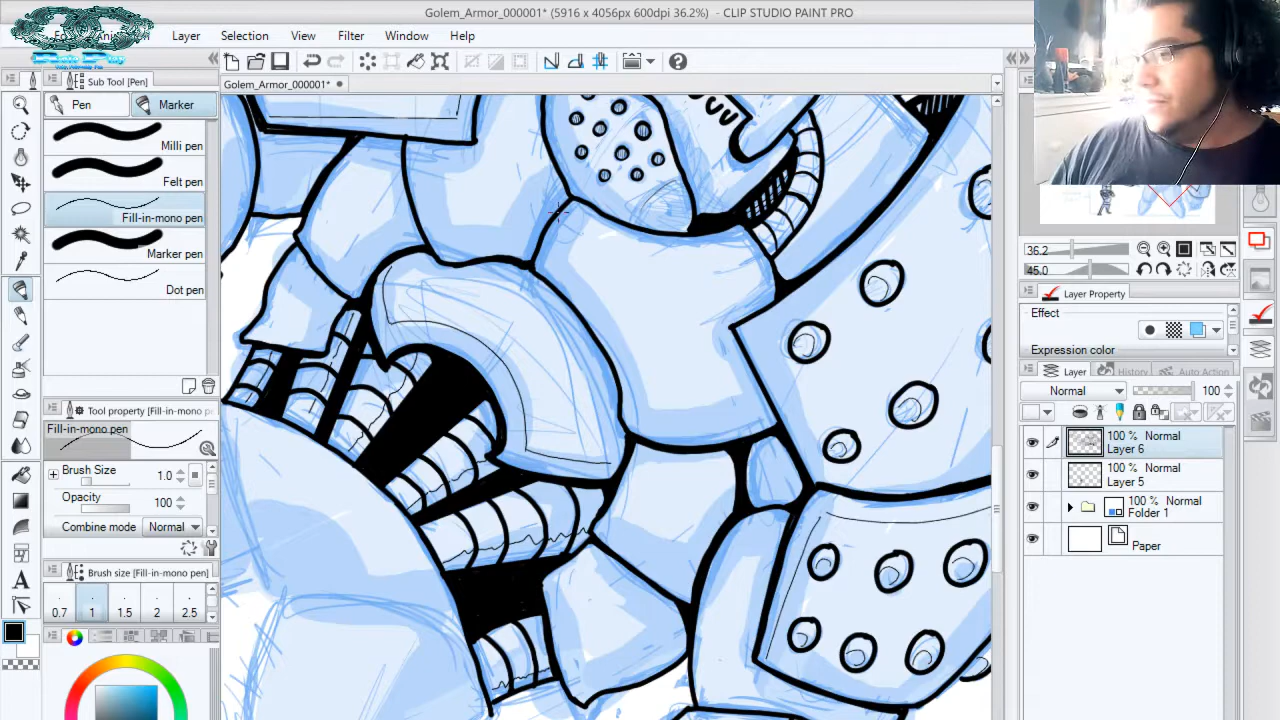 Golem_Armor_000001* (5916 x 4056px 600dpi 36.2%) - CLIP STUDIO PAINT PRO
Layer Selection View Filter Window Help
Sub Tool [Pen]
Golem_Armor_000001*
Pen Marker
Milli pen
Felt pen
Fill-in-mono pen
Marker pen
Dot pen
Tool property [Fill-in-mono p
Fill-in-mono pen
Brush Size 1.0
Opacity 100
Combine mode Normal
Brush size [Fill-in-mono pen]
0.7 1 1.5 2 2.5
36.2
45.0
Layer Property
Effect
Expression color
Layer History Auto Action
Normal 100
100 % Normal
Layer 6
100 % Normal
Layer 5
100 % Normal
Folder 1
Paper